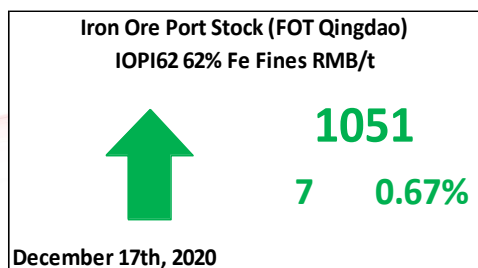 Iron Ore Port Stock (FOT Qingdao)
IOPI62 62% Fe Fines RMB/t
1051
7 0.67%
December 17th, 2020